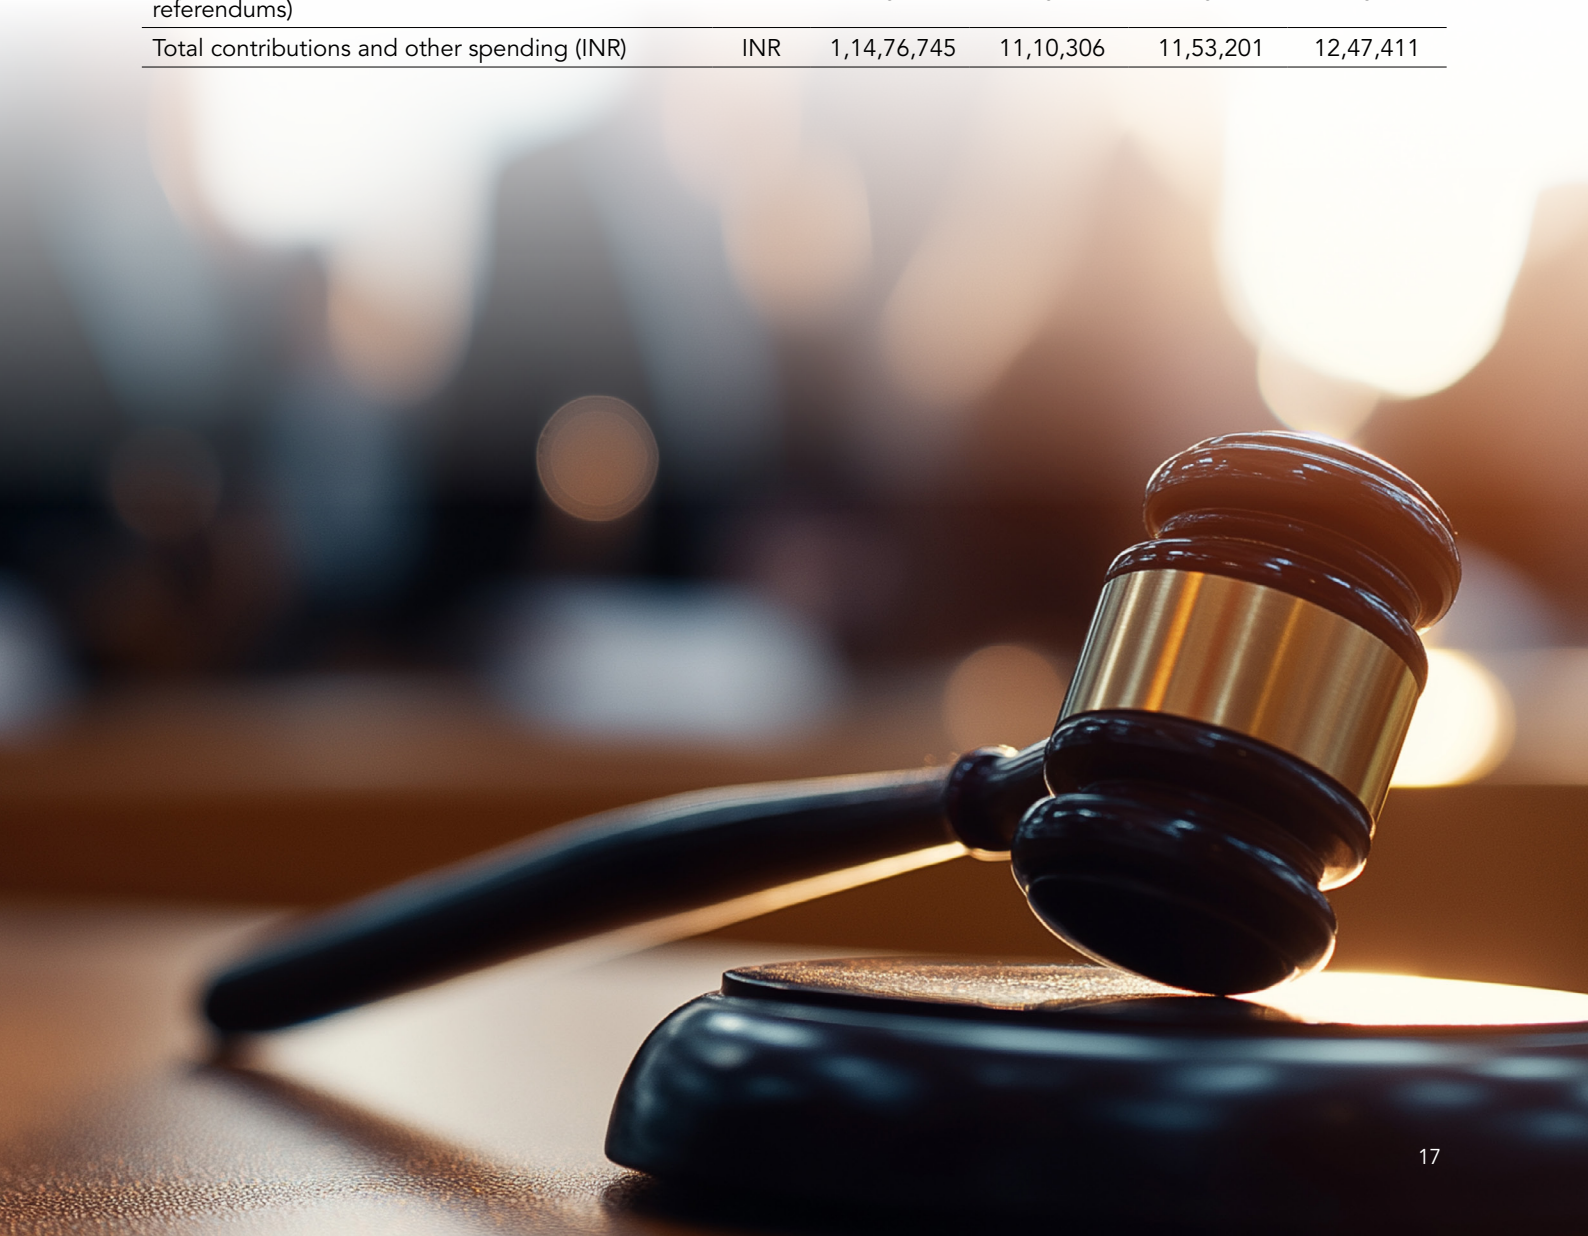 referendums)
Total contributions and other spending (INR) INR 1,14,76,745 11,10,306 11,53,201 12,47,411
17